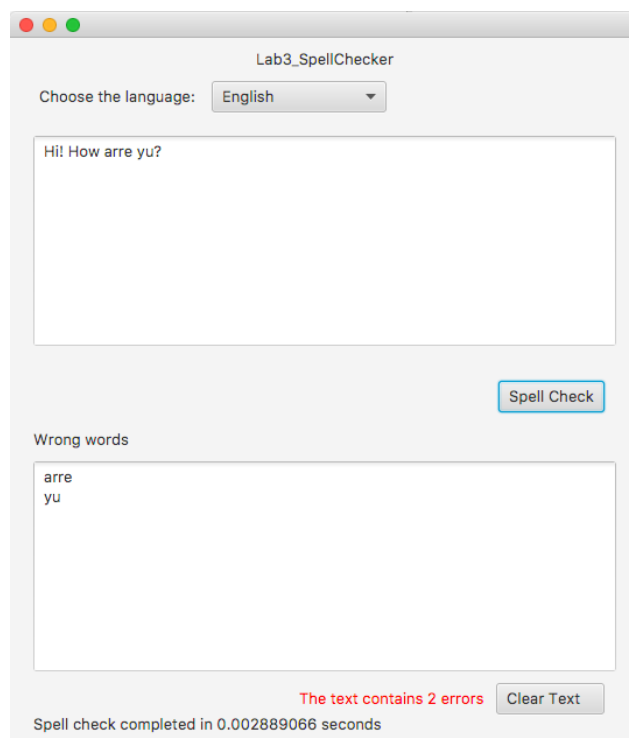 Lab3_SpellChecker
Choose the language: English
Hi! How arre yu?
Spell Check
Wrong words
arre
yu
The text contains 2 errors Clear Text
Spell check completed in 0.002889066 seconds